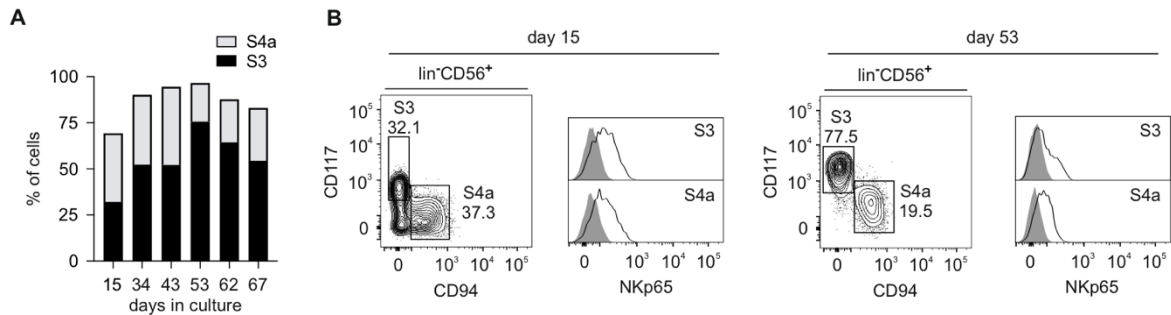 A
S4a
S3
% of cells
100
75
50
25
0
15 34 43 53 62 67
days in culture
B
day 15
lin⁻CD56⁺
CD117
10⁵
10⁴
10³
0
S3
32.1
S4a
37.3
0 10³ 10⁴ 10⁵
CD94
S3
S4a
0 10³ 10⁴ 10⁵
NKp65
day 53
lin⁻CD56⁺
CD117
10⁵
10⁴
10³
0
S3
77.5
S4a
19.5
0 10³ 10⁴ 10⁵
CD94
S3
S4a
0 10³ 10⁴ 10⁵
NKp65